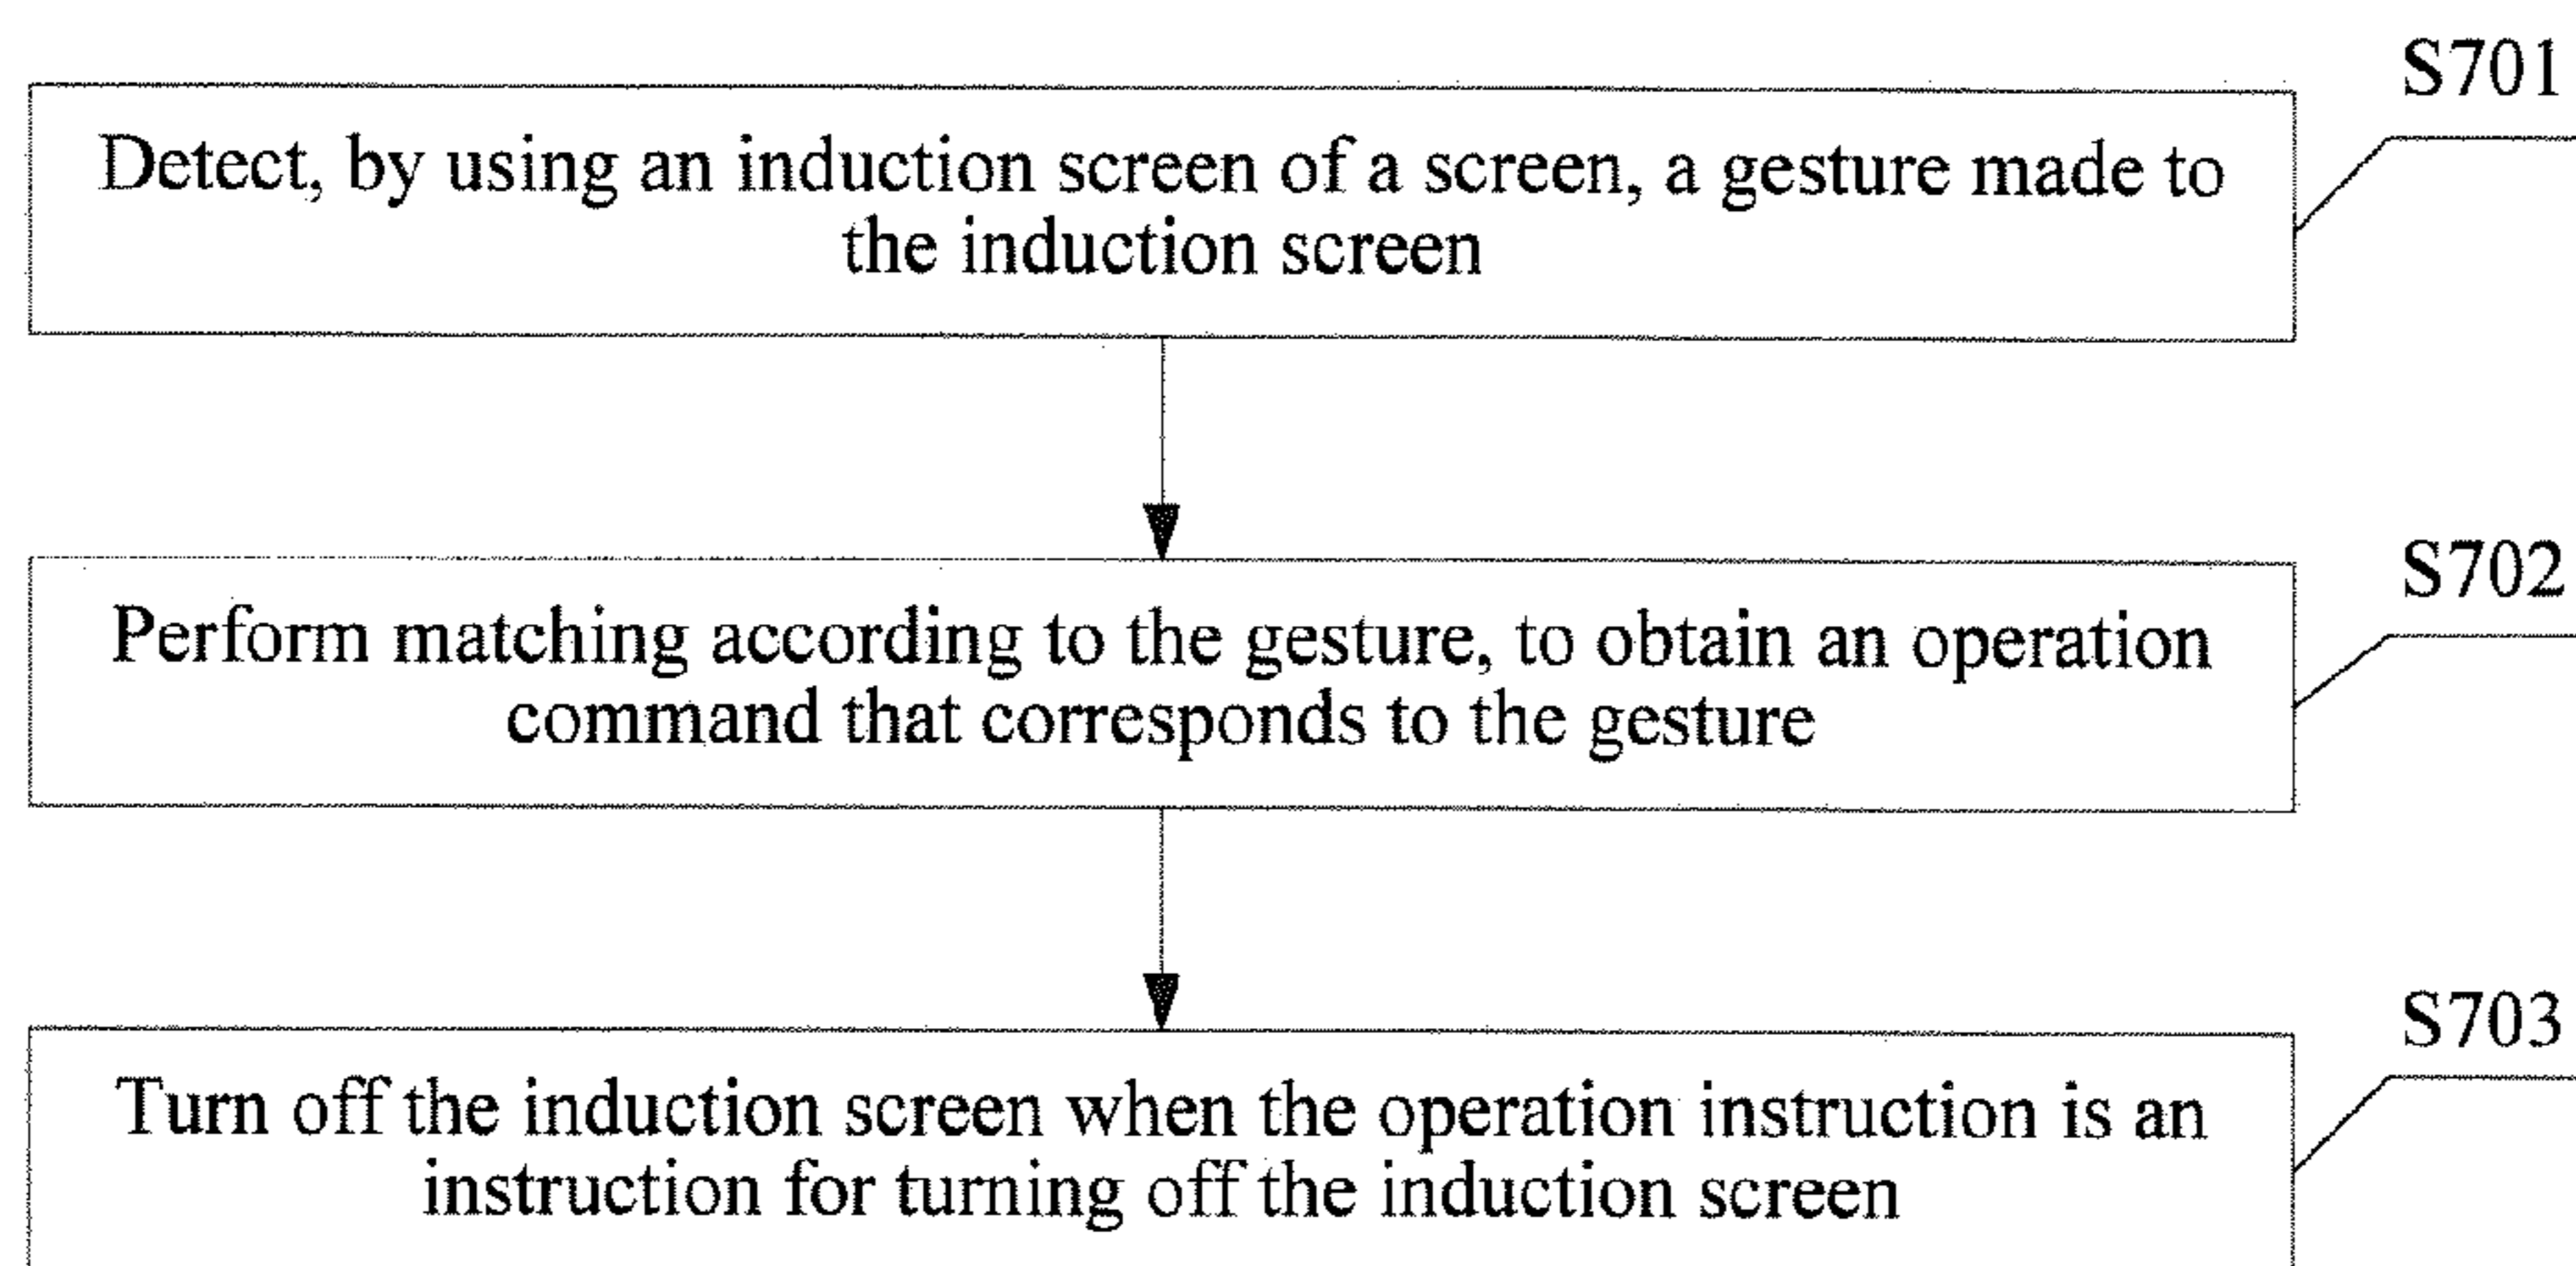 S701
Detect, by using an induction screen of a screen, a gesture made to
the induction screen
S702
Perform matching according to the gesture, to obtain an operation
command that corresponds to the gesture
S703
Turn off the induction screen when the operation instruction is an
instruction for turning off the induction screen